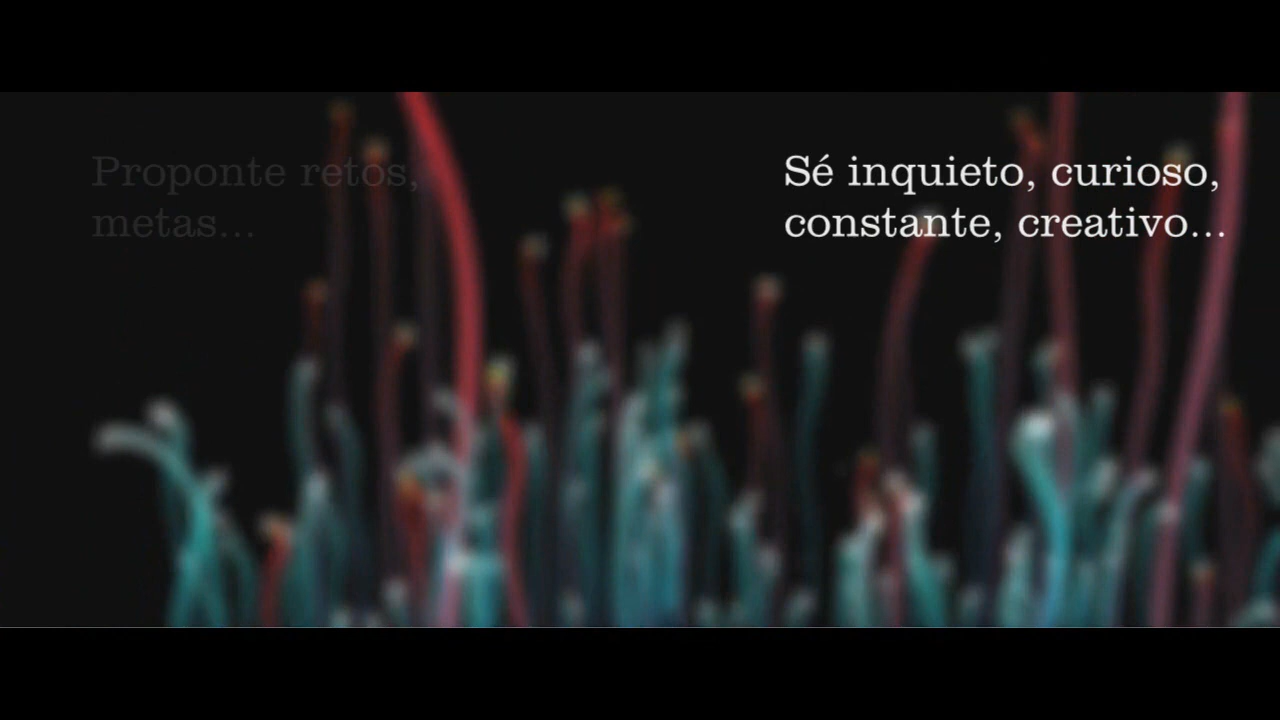 Proponte retos,
metas...
Sé inquieto, curioso,
constante, creativo...